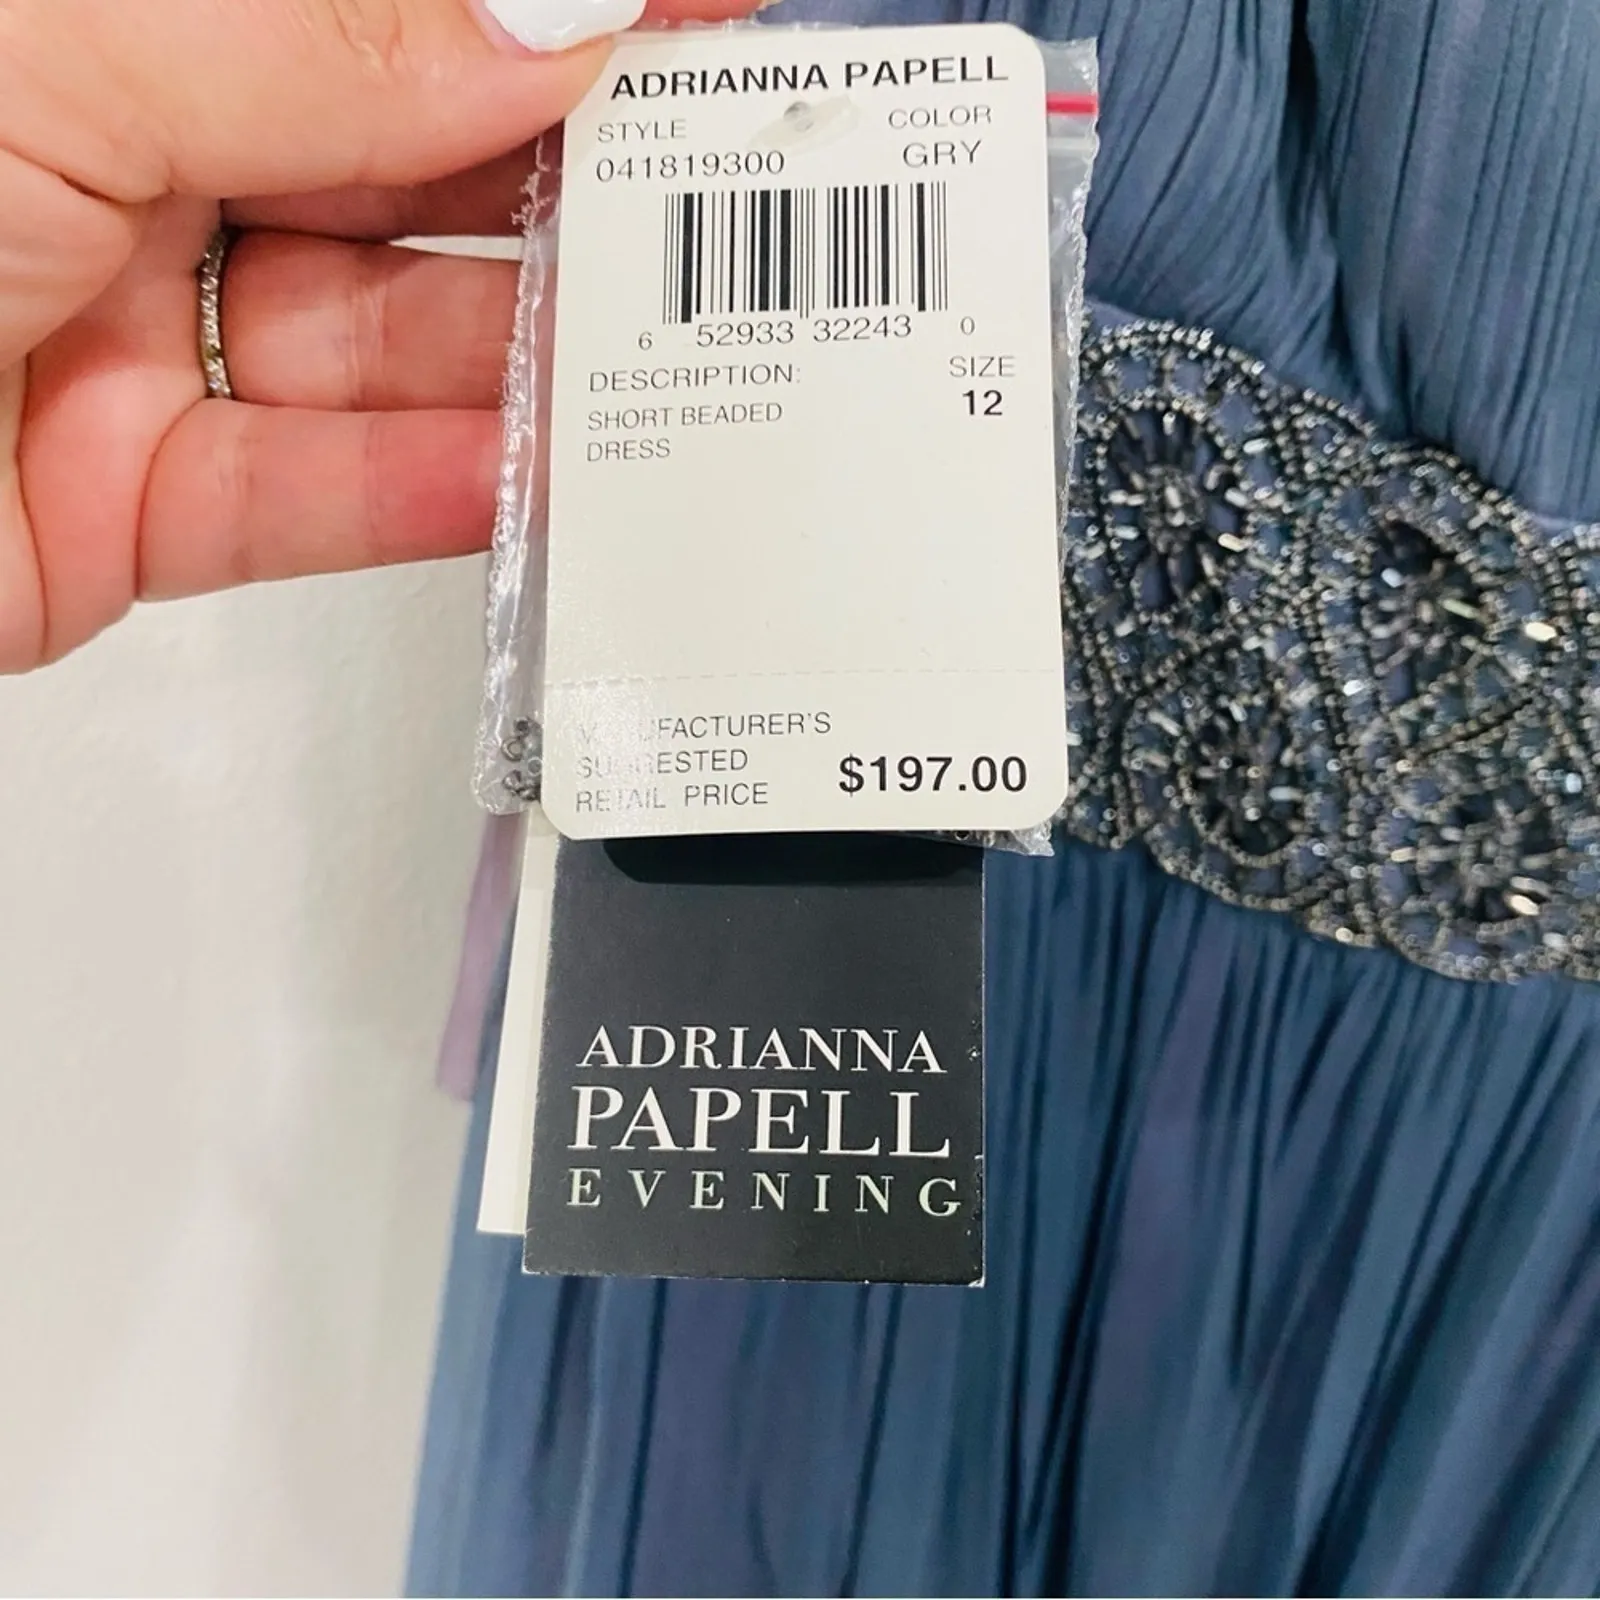 ADRIANNA PAPELL
STYLE COLOR
041819300 GRY
6 52933 32243 0
DESCRIPTION: SIZE
SHORT BEADED 12
DRESS
MANUFACTURER'S
SUGGESTED
RETAIL PRICE $197.00
ADRIANNA
PAPELL
EVENING